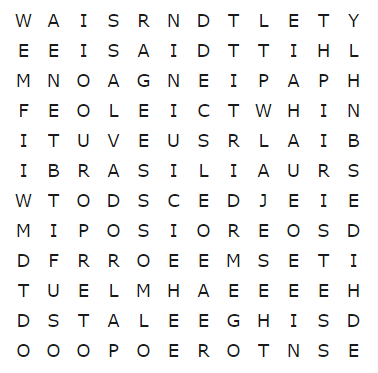 W A I S R N D T L E T Y
E E I S A I D T T I H L
M N O A G N E I P A P H
F E O L E I C T W H I N
I T U V E U S R L A I B
I B R A S I L I A U R S
W T O D S C E D J E I E
M I P O S I O R E O S D
D F R R O E E M S E T I
T U E L M H A E E E E H
D S T A L E E G H I S D
O O O P O E R O T N S E